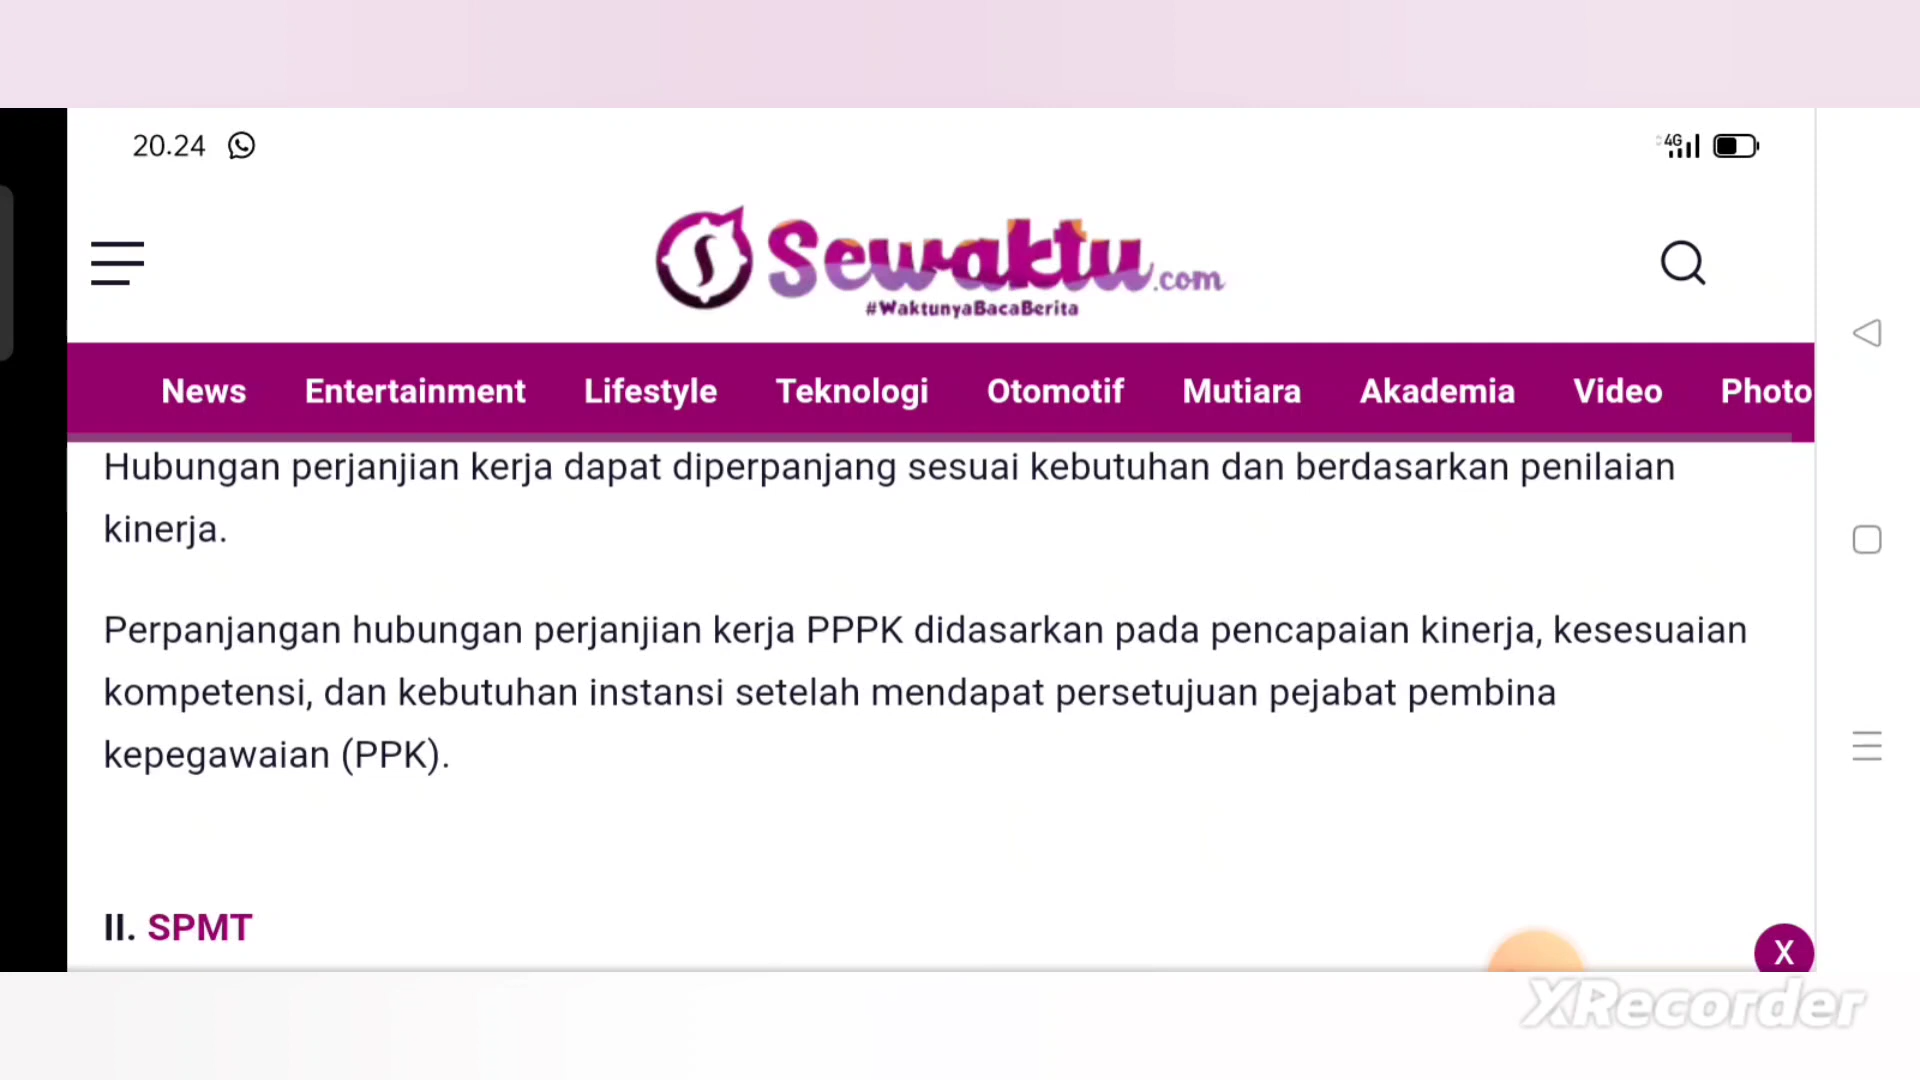 20.24
4G
Sewaktu.com
#WaktunyaBacaBerita
News Entertainment Lifestyle Teknologi Otomotif Mutiara Akademia Video Photo
Hubungan perjanjian kerja dapat diperpanjang sesuai kebutuhan dan berdasarkan penilaian
kinerja.
Perpanjangan hubungan perjanjian kerja PPPK didasarkan pada pencapaian kinerja, kesesuaian
kompetensi, dan kebutuhan instansi setelah mendapat persetujuan pejabat pembina
kepegawaian (PPK).
II. SPMT
X
XRecorder